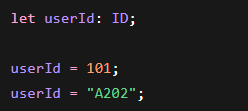 let userId: ID;
userId = 101;
userId = "A202";